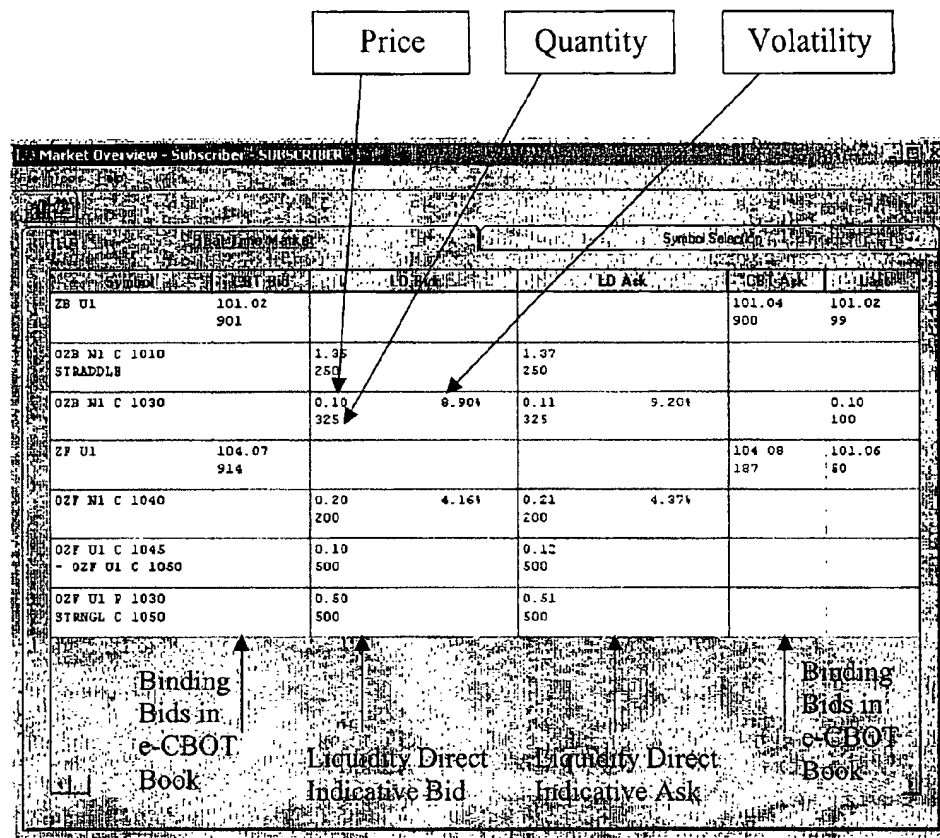 Price Quantity Volatility
Market Overview - Subscriber - SUBSCRIBER
Real-Time Market Symbol Selection
Symbol CBT Bid LD Bid LD Ask CBT Ask Last
ZB U1 101.02 101.04 101.02
901 900 99
OZB N1 C 1010 1.35 1.37
STRADDLE 250 250
OZB N1 C 1030 0.10 8.90% 0.11 9.20% 0.10
325 325 100
ZF U1 104.07 104 08 101.06
914 187 50
OZF N1 C 1040 0.20 4.16% 0.21 4.37%
200 200
OZF U1 C 1045 0.10 0.12
- OZF U1 C 1050 500 500
OZF U1 P 1030 0.50 0.51
STRNGL C 1050 500 500
Binding
Bids in
e-CBOT
Book
Liquidity Direct
Indicative Bid
Liquidity Direct
Indicative Ask
Binding
Bids in
e-CBOT
Book